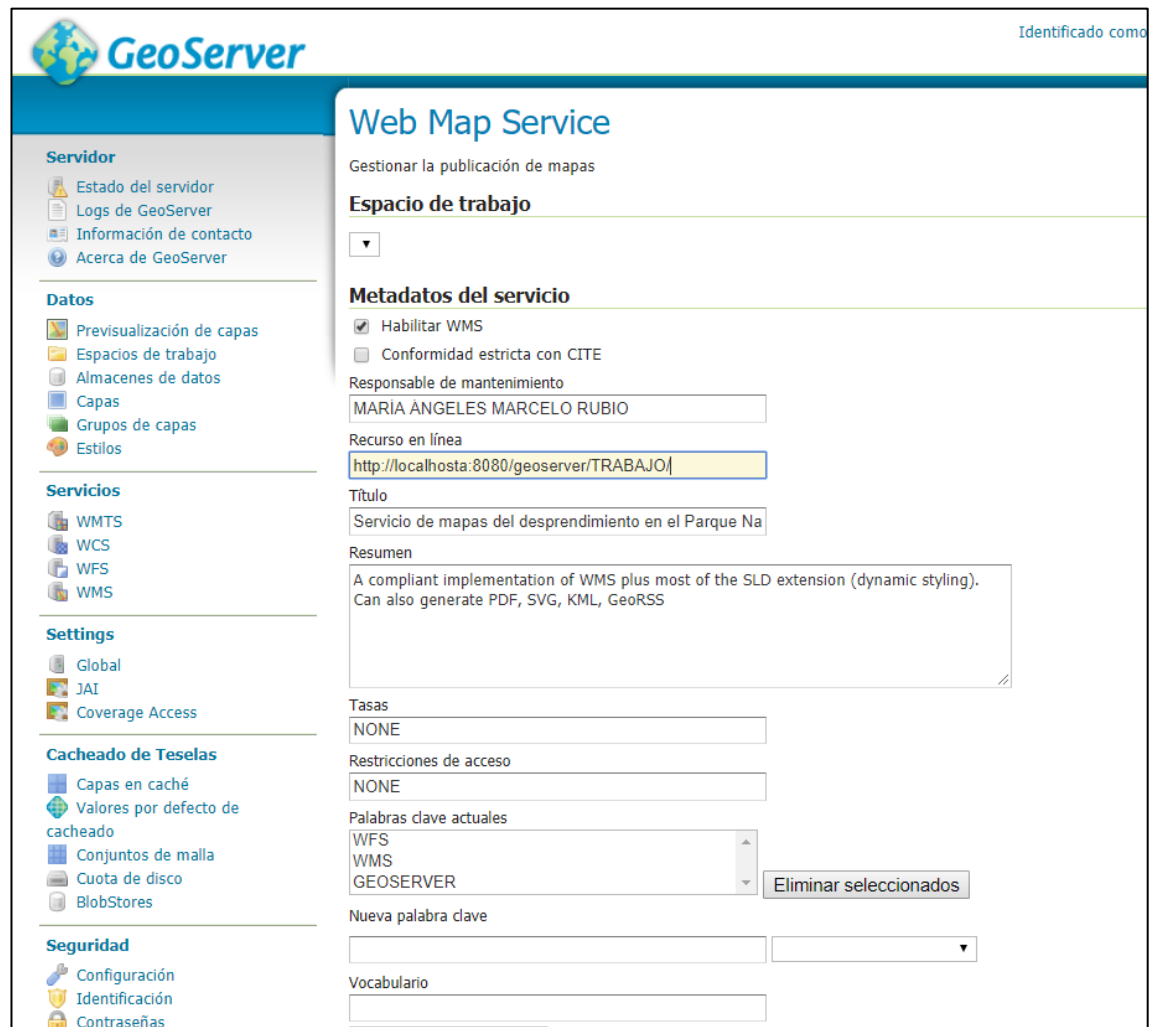 GeoServer
Identificado como
Web Map Service
Gestionar la publicación de mapas
Espacio de trabajo
Servidor
Estado del servidor
Logs de GeoServer
Información de contacto
Acerca de GeoServer
Datos
Previsualización de capas
Espacios de trabajo
Almacenes de datos
Capas
Grupos de capas
Estilos
Servicios
WMTS
WCS
WFS
WMS
Settings
Global
JAI
Coverage Access
Cacheado de Teselas
Capas en caché
Valores por defecto de
cacheado
Conjuntos de malla
Cuota de disco
BlobStores
Seguridad
Configuración
Identificación
Contraseñas
Metadatos del servicio
Habilitar WMS
Conformidad estricta con CITE
Responsable de mantenimiento
MARÍA ÁNGELES MARCELO RUBIO
Recurso en línea
http://localhosta:8080/geoserver/TRABAJO/
Título
Servicio de mapas del desprendimiento en el Parque Na
Resumen
A compliant implementation of WMS plus most of the SLD extension (dynamic styling).
Can also generate PDF, SVG, KML, GeoRSS
Tasas
NONE
Restricciones de acceso
NONE
Palabras clave actuales
WFS
WMS
GEOSERVER
Eliminar seleccionados
Nueva palabra clave
Vocabulario